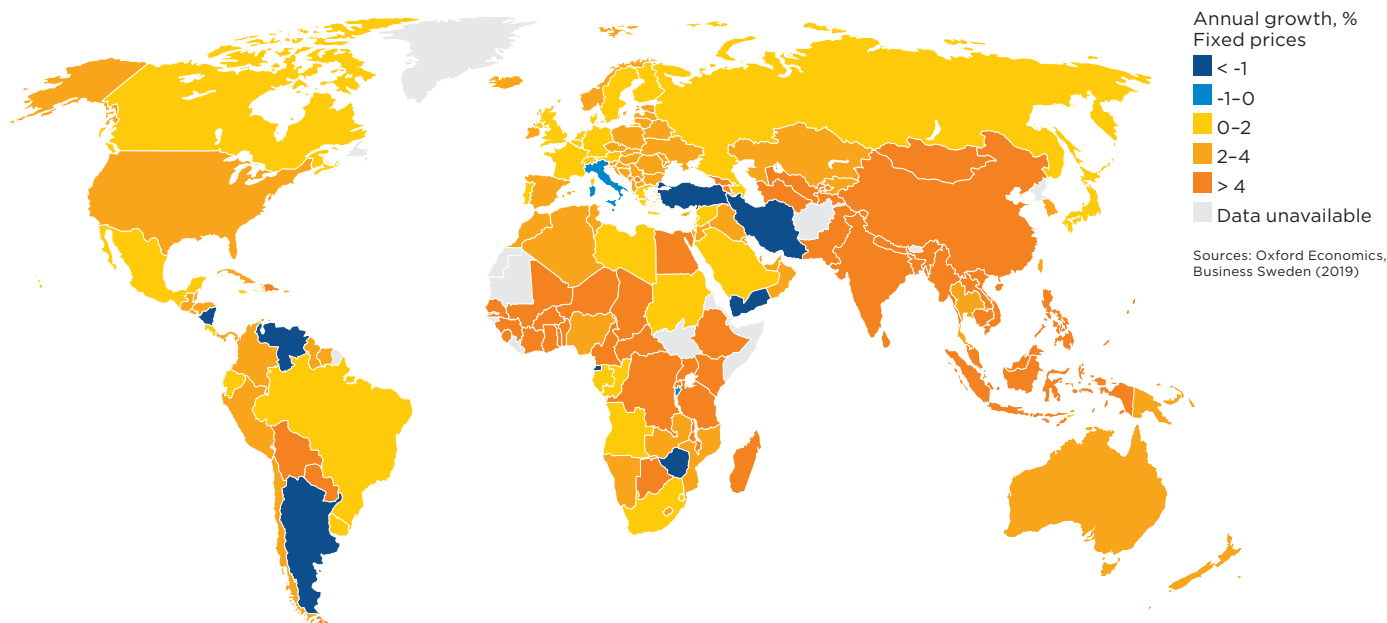 Annual growth, %
Fixed prices
< -1
-1–0
0–2
2–4
> 4
Data unavailable
Sources: Oxford Economics,
Business Sweden (2019)